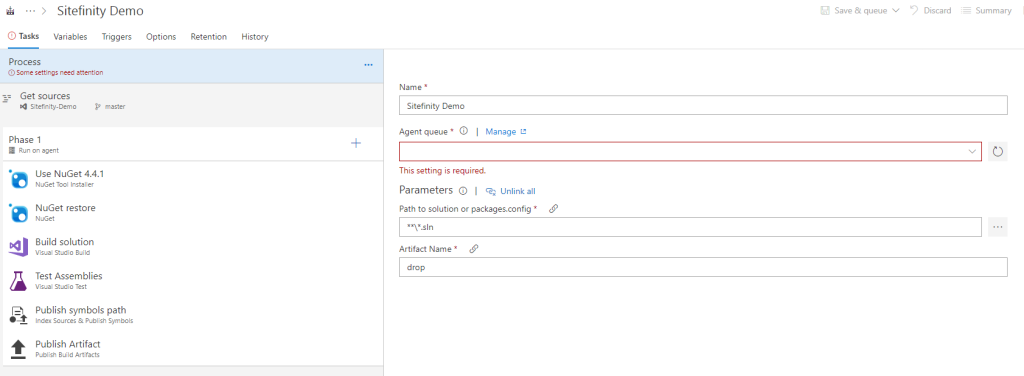 ... > Sitefinity Demo
Save & queue Discard Summary
Tasks Variables Triggers Options Retention History
Process
Some settings need attention
...
Get sources
Sitefinity-Demo master
Phase 1
Run on agent
+
Use NuGet 4.4.1
NuGet Tool Installer
NuGet restore
NuGet
Build solution
Visual Studio Build
Test Assemblies
Visual Studio Test
Publish symbols path
Index Sources & Publish Symbols
Publish Artifact
Publish Build Artifacts
Name *
Sitefinity Demo
Agent queue * | Manage
This setting is required.
Parameters | Unlink all
Path to solution or packages.config *
**\*.sln
...
Artifact Name *
drop